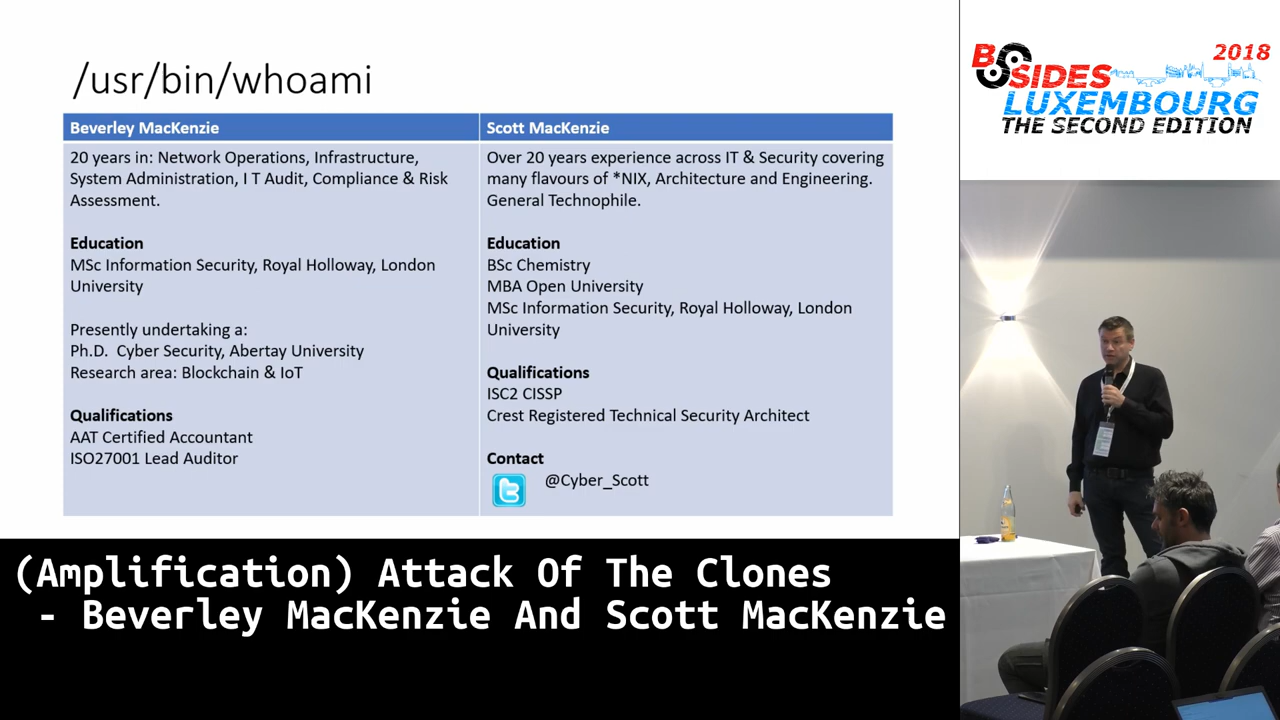 /usr/bin/whoami
Beverley MacKenzie
20 years in: Network Operations, Infrastructure,
System Administration, I T Audit, Compliance & Risk
Assessment.
Education
MSc Information Security, Royal Holloway, London
University
Presently undertaking a:
Ph.D. Cyber Security, Abertay University
Research area: Blockchain & IoT
Qualifications
AAT Certified Accountant
ISO27001 Lead Auditor
Scott MacKenzie
Over 20 years experience across IT & Security covering
many flavours of *NIX, Architecture and Engineering.
General Technophile.
Education
BSc Chemistry
MBA Open University
MSc Information Security, Royal Holloway, London
University
Qualifications
ISC2 CISSP
Crest Registered Technical Security Architect
Contact
@Cyber_Scott
2018
BSIDES
LUXEMBOURG
THE SECOND EDITION
(Amplification) Attack Of The Clones
- Beverley MacKenzie And Scott MacKenzie